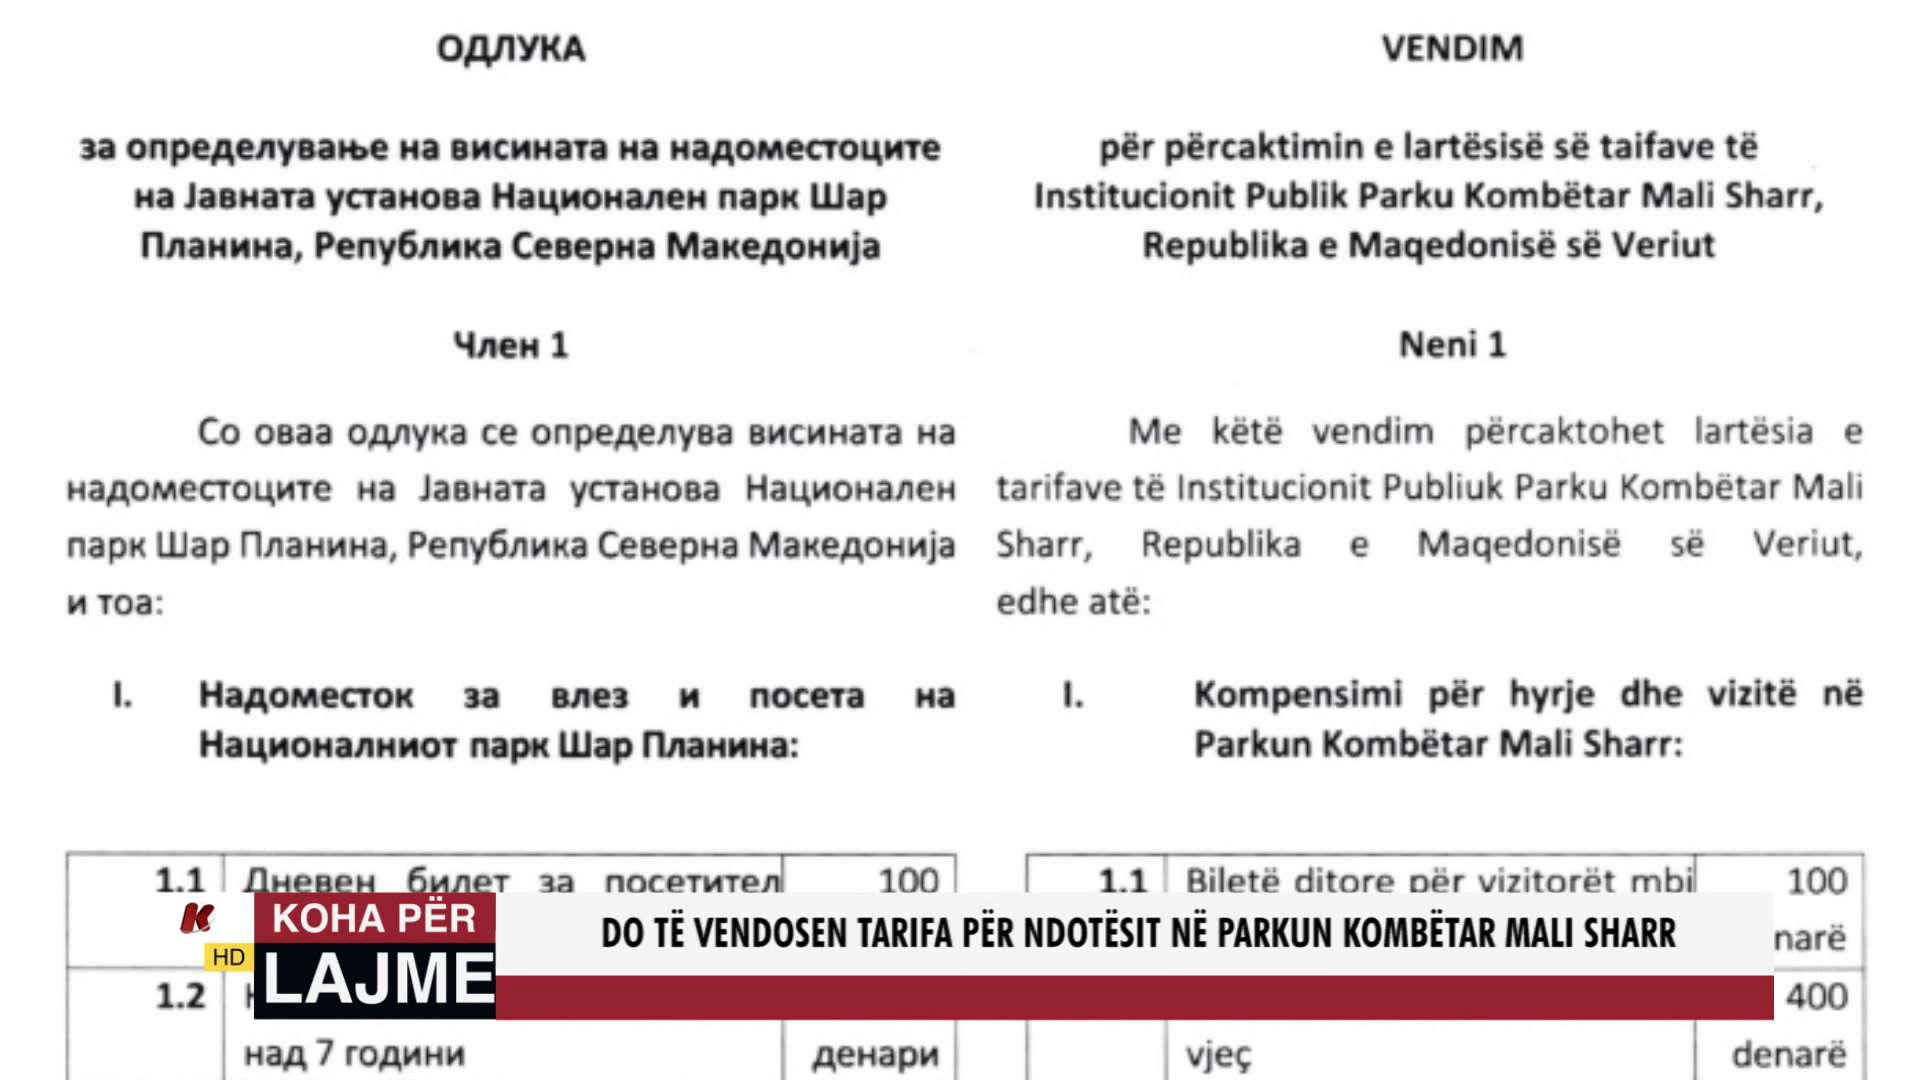 ОДЛУКА
за определување на висината на надоместоците
на Јавната установа Национален парк Шар
Планина, Република Северна Македонија
Член 1
Со оваа одлука се определува висината на
надоместоците на Јавната установа Национален
парк Шар Планина, Република Северна Македонија
и тоа:
I. Надоместок за влез и посета на
Националниот парк Шар Планина:
1.1 Дневен билет за посетител 100
1.2
над 7 години денари
VENDIM
për përcaktimin e lartësisë së taifave të
Institucionit Publik Parku Kombëtar Mali Sharr,
Republika e Maqedonisë së Veriut
Neni 1
Me këtë vendim përcaktohet lartësia e
tarifave të Institucionit Publiuk Parku Kombëtar Mali
Sharr, Republika e Maqedonisë së Veriut,
edhe atë:
I. Kompensimi për hyrje dhe vizitë në
Parkun Kombëtar Mali Sharr:
1.1 Biletë ditore për vizitorët mbi 100
narë
400
vjeç denarë
K
HD
KOHA PËR
LAJME
DO TË VENDOSEN TARIFA PËR NDOTËSIT NË PARKUN KOMBËTAR MALI SHARR